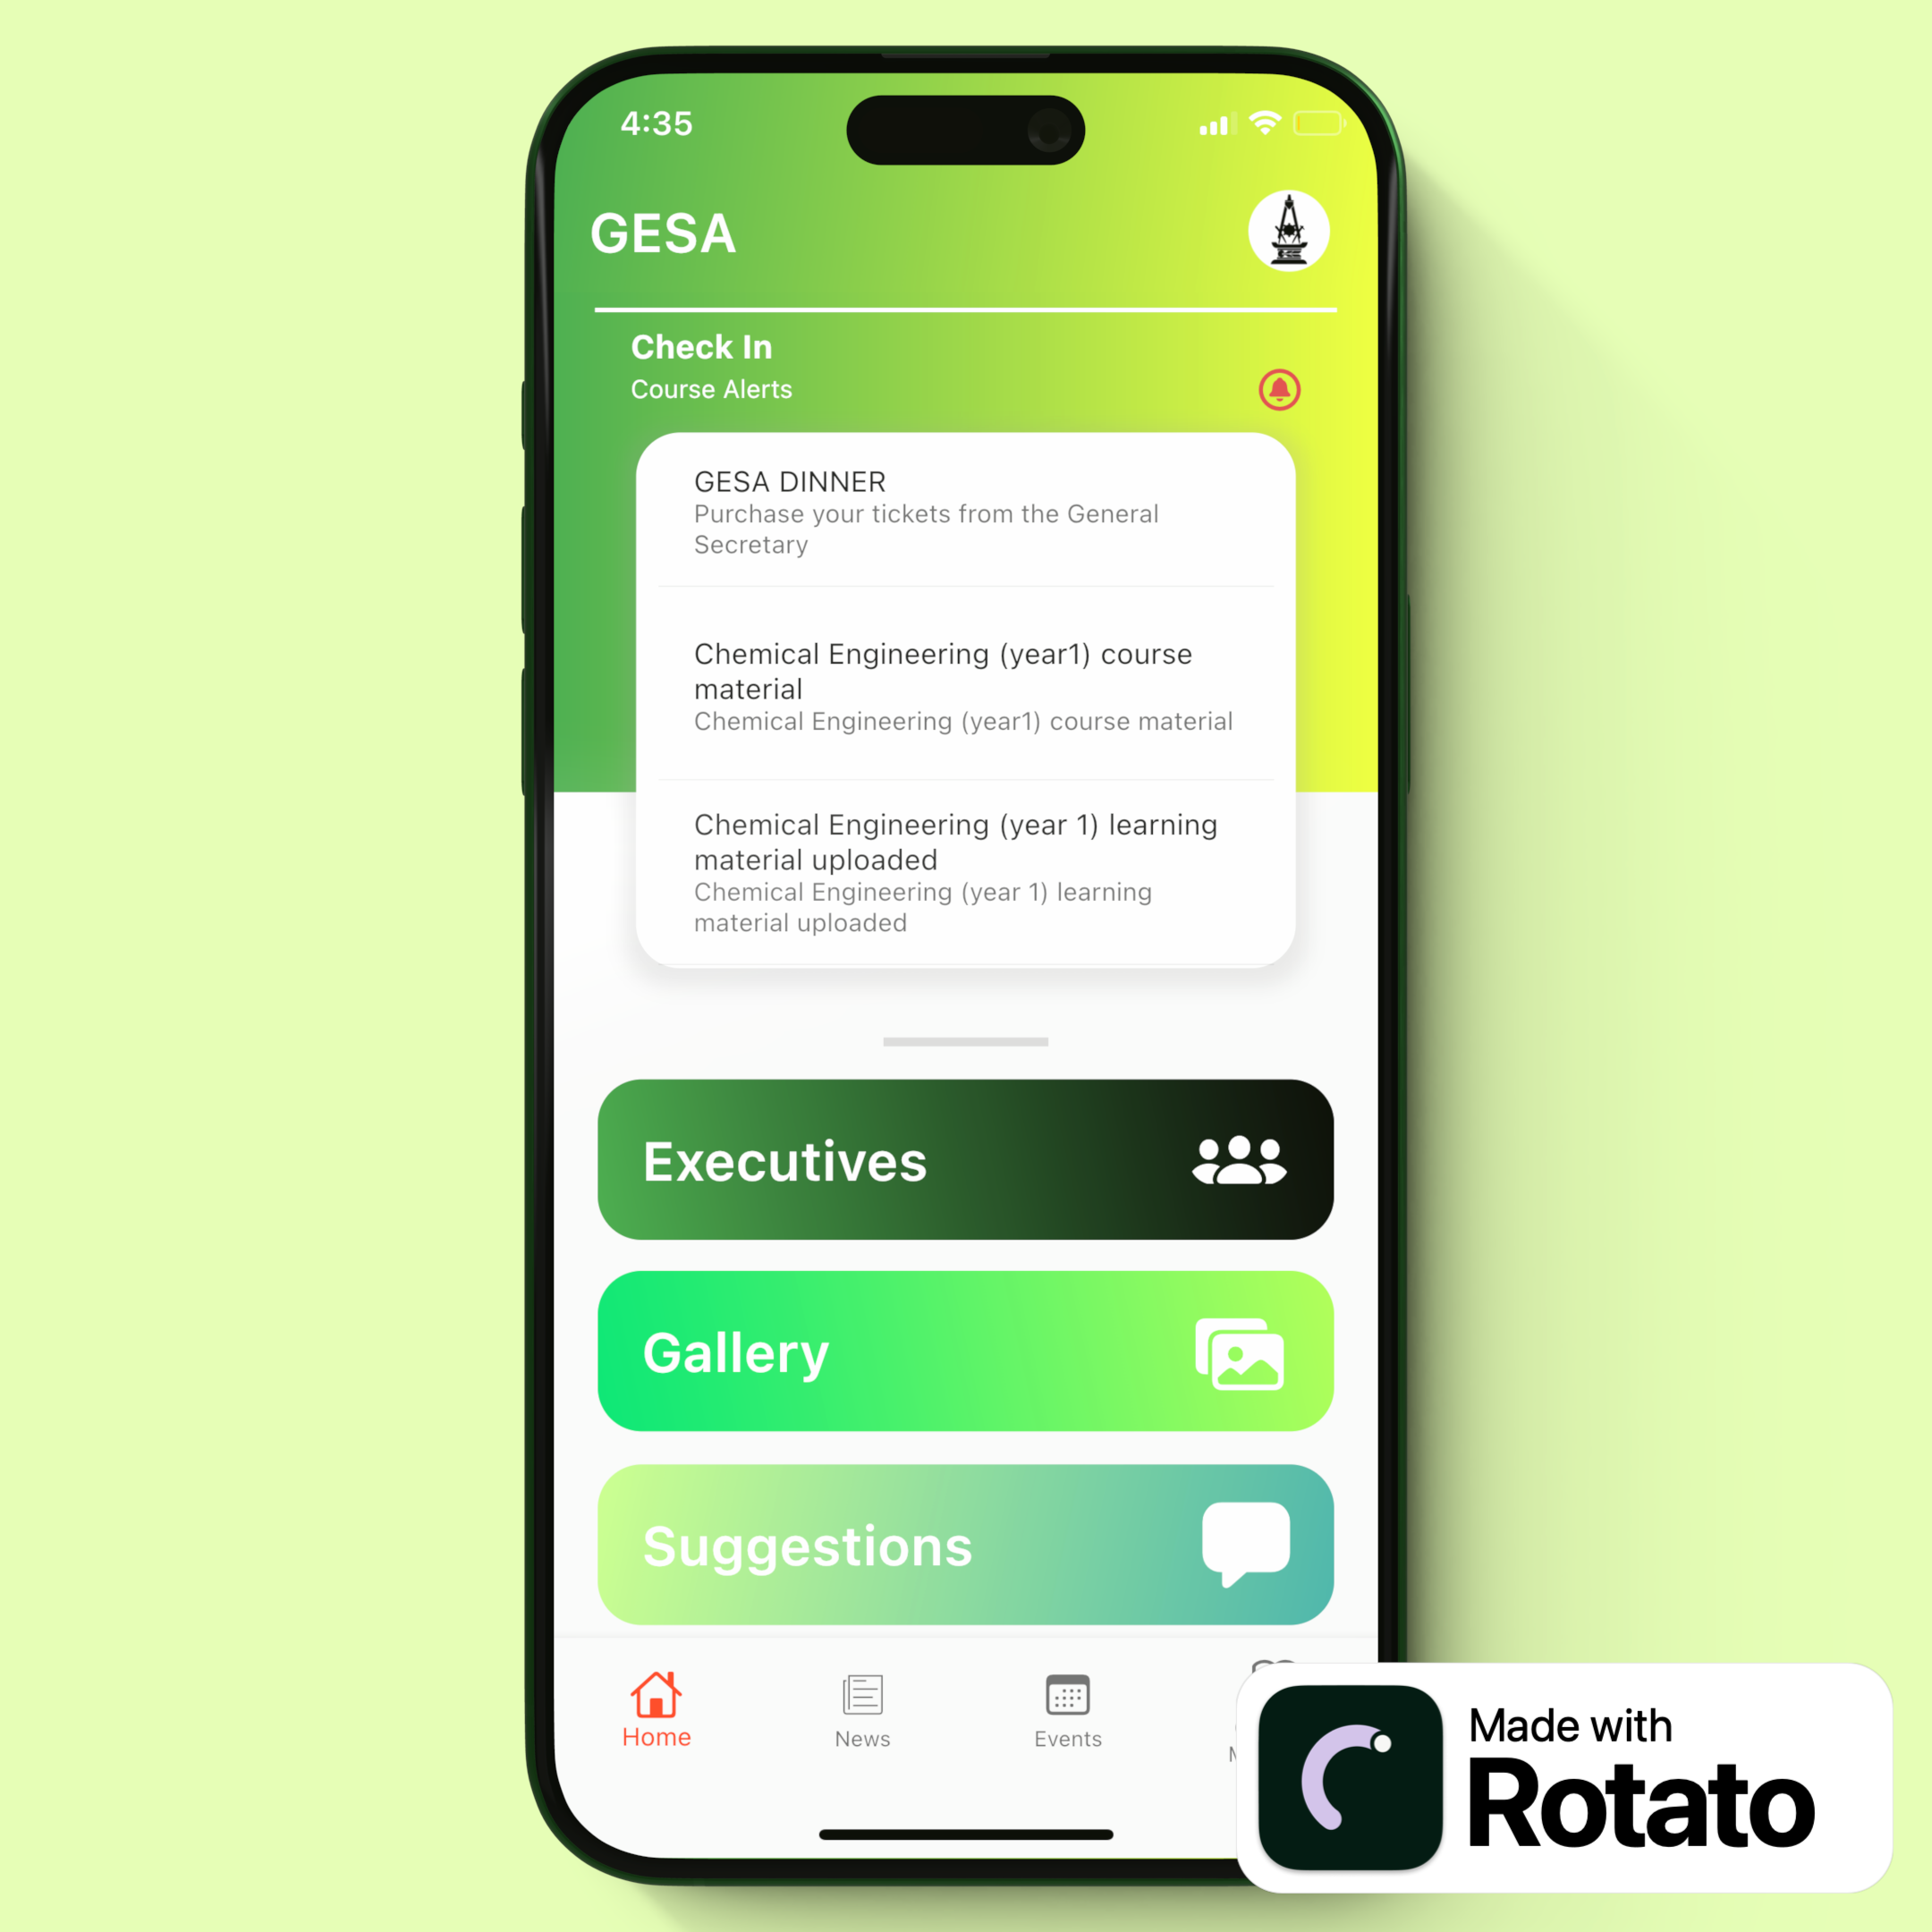 4:35
GESA
Check In
Course Alerts
GESA DINNER
Purchase your tickets from the General
Secretary
Chemical Engineering (year1) course
material
Chemical Engineering (year1) course material
Chemical Engineering (year 1) learning
material uploaded
Chemical Engineering (year 1) learning
material uploaded
Executives
Gallery
Suggestions
Home
News
Events
Made with
Rotato